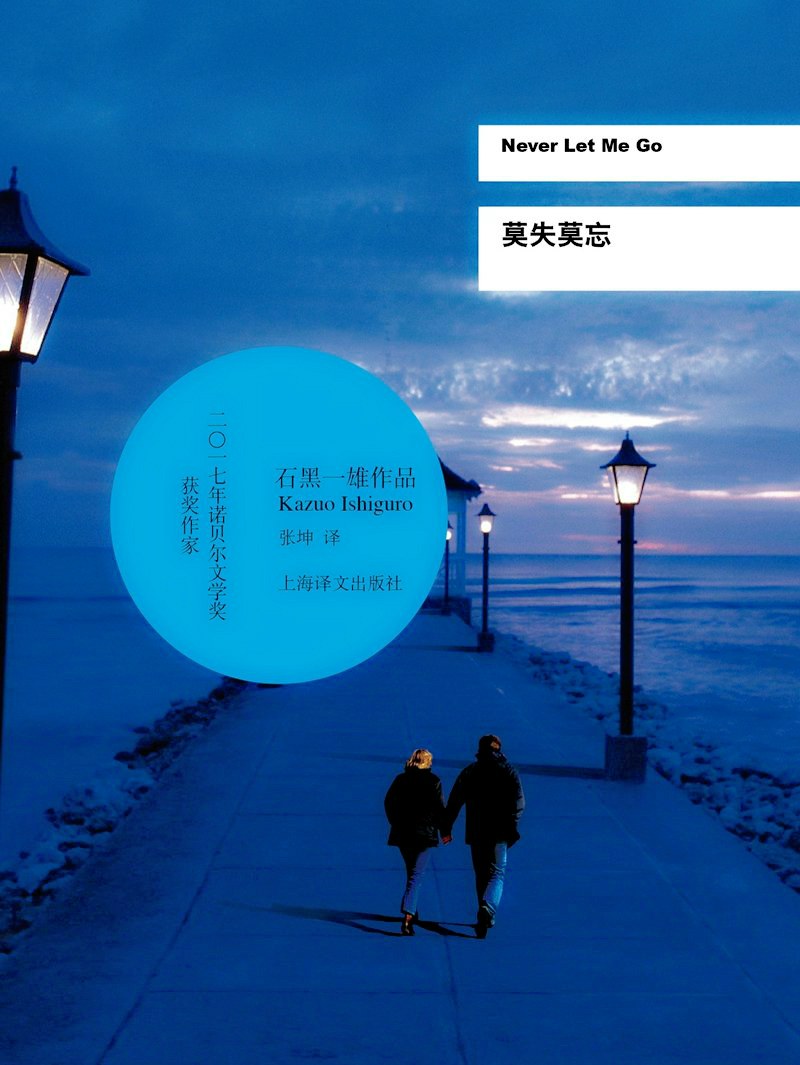 Never Let Me Go
莫失莫忘
二〇一七年诺贝尔文学奖
获奖作家
石黑一雄作品
Kazuo Ishiguro
张坤 译
上海译文出版社